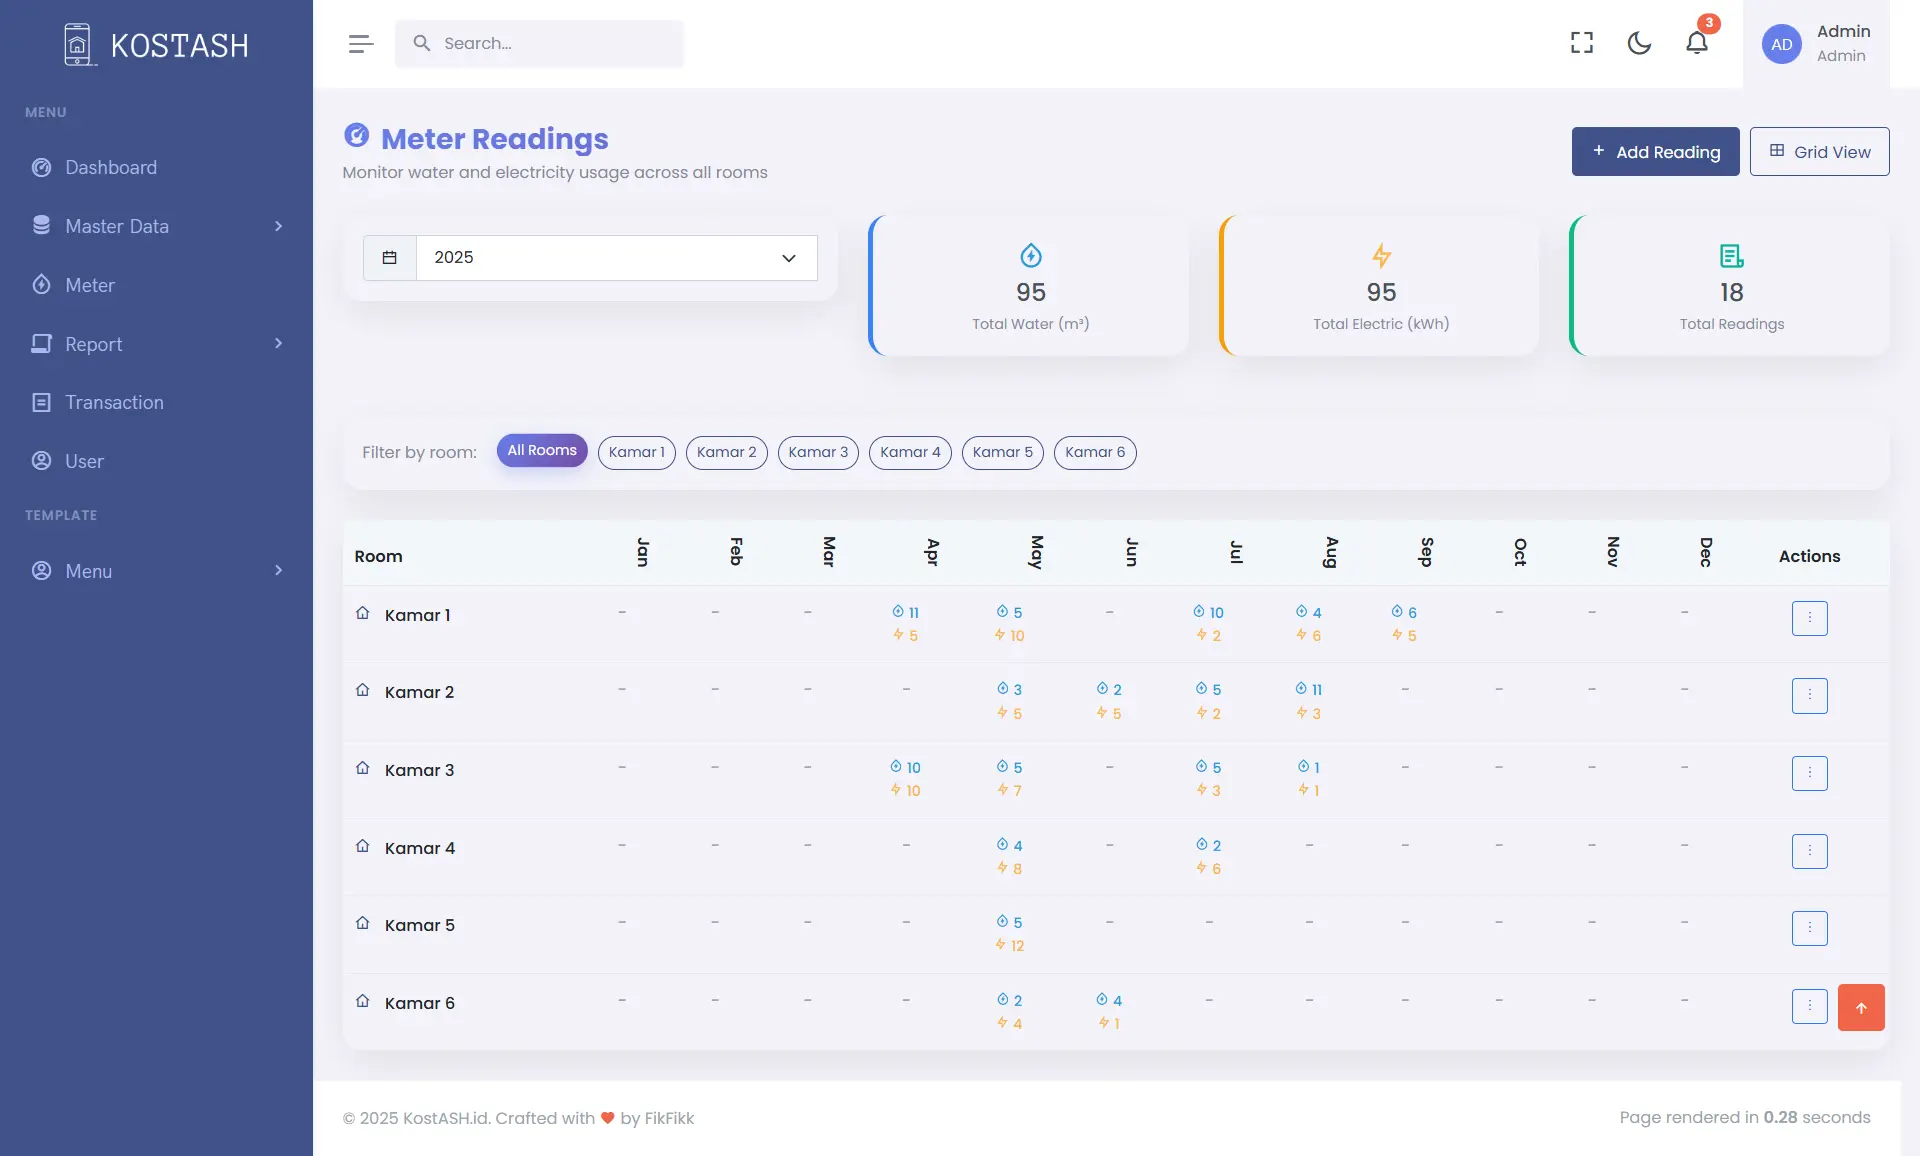 KOSTASH
MENU
Dashboard
Master Data
Meter
Report
Transaction
User
TEMPLATE
Menu
Search...
3
AD
Admin
Admin
Meter Readings
Monitor water and electricity usage across all rooms
+ Add Reading
Grid View
2025
95
Total Water (m³)
95
Total Electric (kWh)
18
Total Readings
Filter by room: All Rooms Kamar 1 Kamar 2 Kamar 3 Kamar 4 Kamar 5 Kamar 6
Room Jan Feb Mar Apr May Jun Jul Aug Sep Oct Nov Dec Actions
Kamar 1 - - - 11 5 - 10 4 6 - - -
5 10 2 6 5
Kamar 2 - - - - 3 2 5 11 - - - -
5 5 2 3
Kamar 3 - - - 10 5 - 5 1 - - - -
10 7 3 1
Kamar 4 - - - - 4 - 2 - - - - -
8 6
Kamar 5 - - - - 5 - - - - - - -
12
Kamar 6 - - - - 2 4 - - - - - -
4 1
© 2025 KostASH.id. Crafted with ♥ by FikFikk
Page rendered in 0.28 seconds